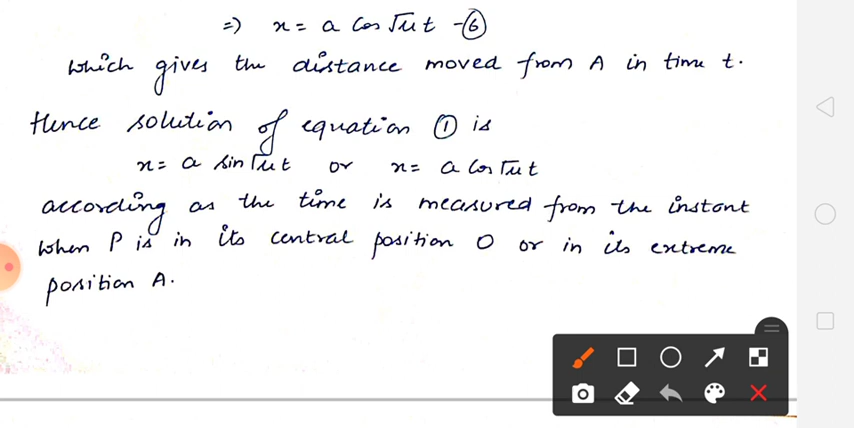 =) x = a cos √μ t -⑥
which gives the distance moved from A in time t.
Hence solution of equation ① is
x = a sin √μ t or x = a cos √μ t
according as the time is measured from the instant
when P is in its central position O or in its extreme
position A.